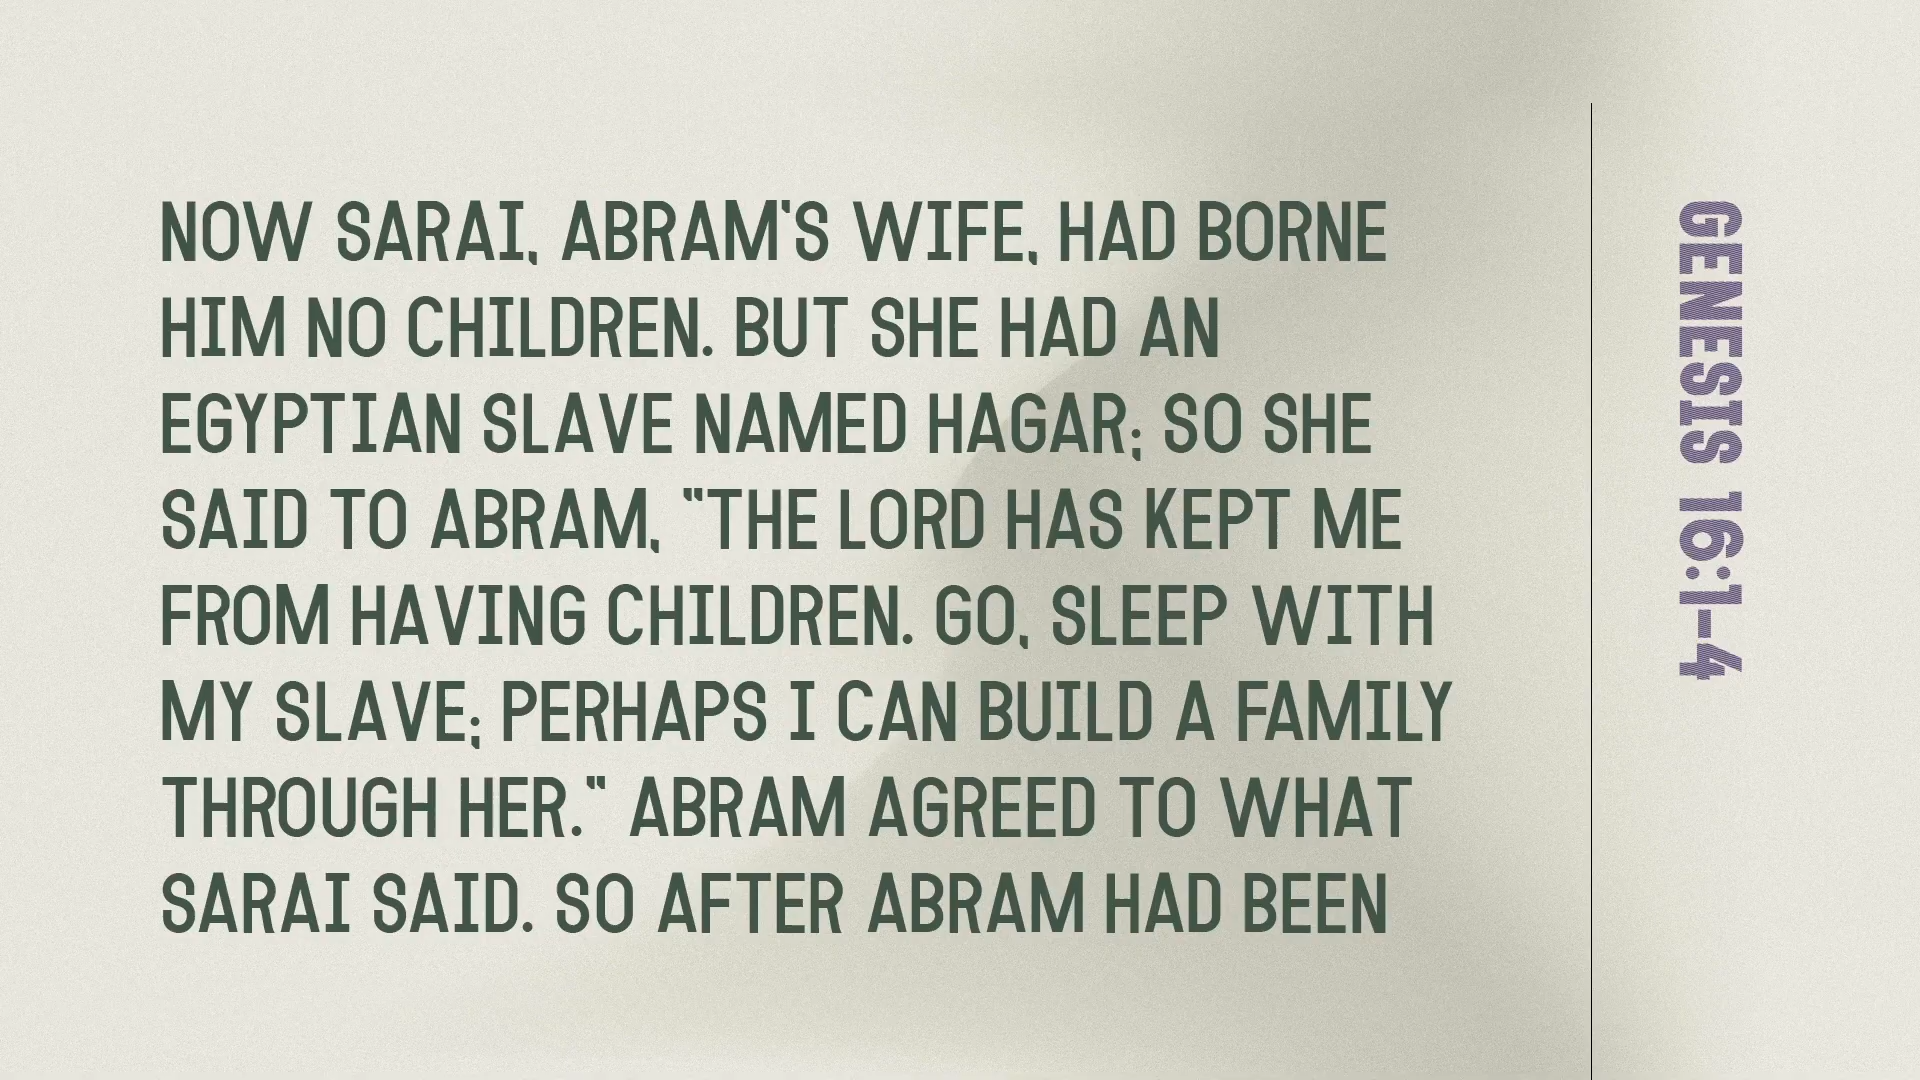 NOW SARAI, ABRAM'S WIFE, HAD BORNE
HIM NO CHILDREN. BUT SHE HAD AN
EGYPTIAN SLAVE NAMED HAGAR; SO SHE
SAID TO ABRAM, "THE LORD HAS KEPT ME
FROM HAVING CHILDREN. GO, SLEEP WITH
MY SLAVE; PERHAPS I CAN BUILD A FAMILY
THROUGH HER." ABRAM AGREED TO WHAT
SARAI SAID. SO AFTER ABRAM HAD BEEN
GENESIS 16:1-4